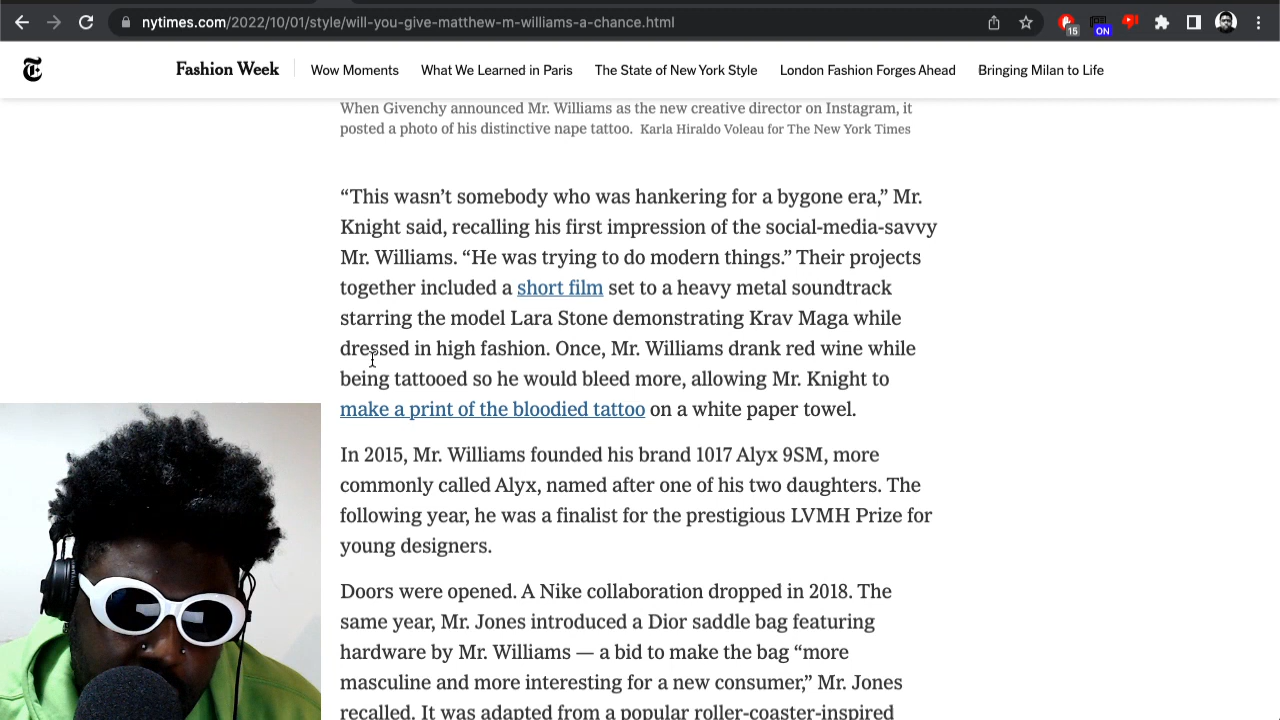 nytimes.com/2022/10/01/style/will-you-give-matthew-m-williams-a-chance.html
15
ON
T
Fashion Week
Wow Moments
What We Learned in Paris
The State of New York Style
London Fashion Forges Ahead
Bringing Milan to Life
When Givenchy announced Mr. Williams as the new creative director on Instagram, it
posted a photo of his distinctive nape tattoo. Karla Hiraldo Voleau for The New York Times
“This wasn’t somebody who was hankering for a bygone era,” Mr.
Knight said, recalling his first impression of the social-media-savvy
Mr. Williams. “He was trying to do modern things.” Their projects
together included a short film set to a heavy metal soundtrack
starring the model Lara Stone demonstrating Krav Maga while
dressed in high fashion. Once, Mr. Williams drank red wine while
being tattooed so he would bleed more, allowing Mr. Knight to
make a print of the bloodied tattoo on a white paper towel.
In 2015, Mr. Williams founded his brand 1017 Alyx 9SM, more
commonly called Alyx, named after one of his two daughters. The
following year, he was a finalist for the prestigious LVMH Prize for
young designers.
Doors were opened. A Nike collaboration dropped in 2018. The
same year, Mr. Jones introduced a Dior saddle bag featuring
hardware by Mr. Williams — a bid to make the bag “more
masculine and more interesting for a new consumer,” Mr. Jones
recalled. It was adapted from a popular roller-coaster-inspired